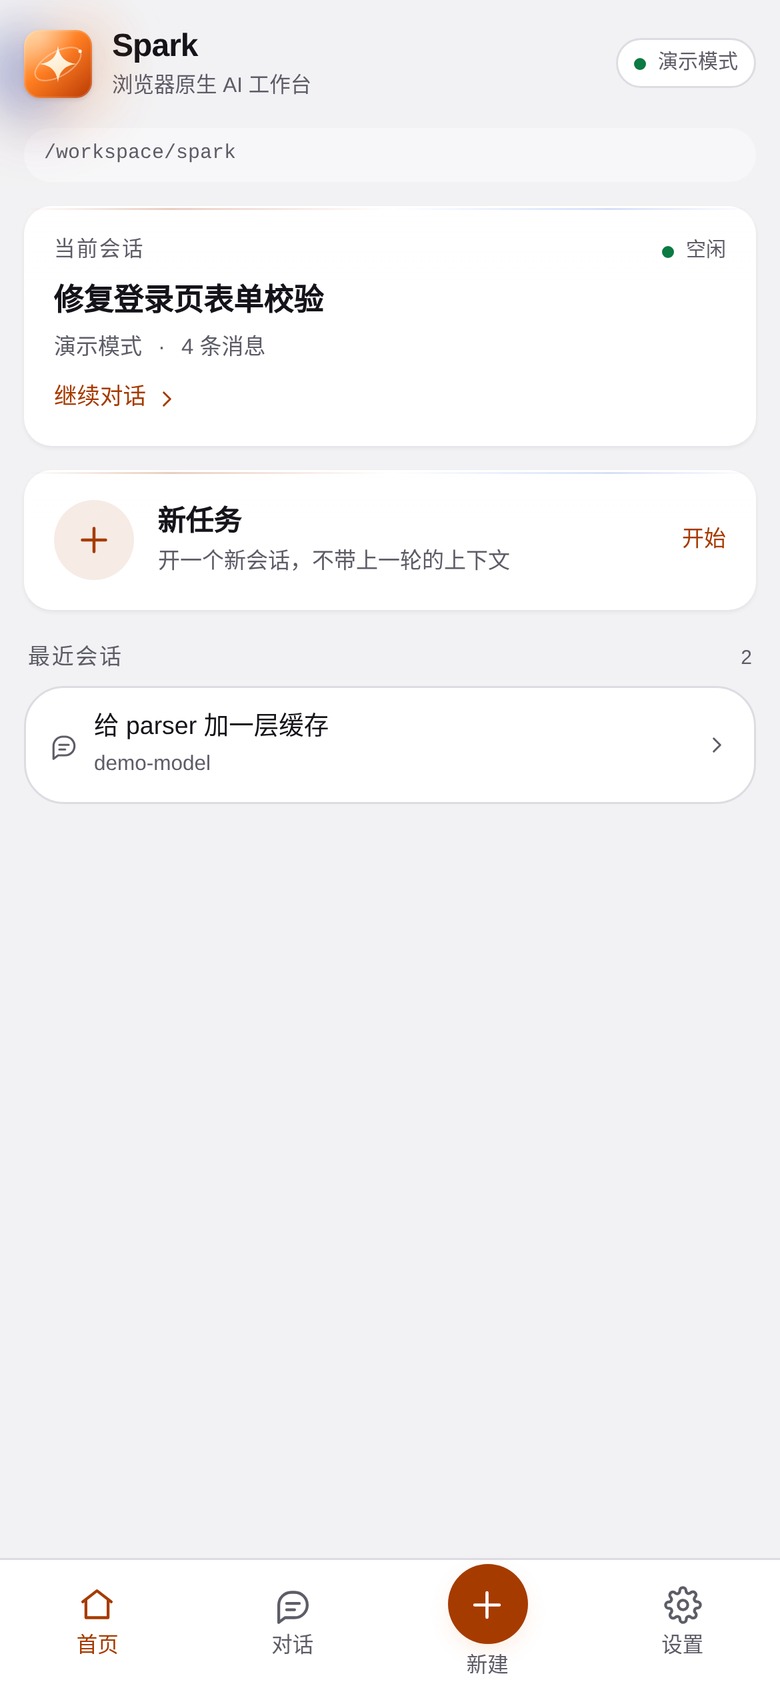 Spark
浏览器原生 AI 工作台
演示模式
/workspace/spark
当前会话
空闲
修复登录页表单校验
演示模式 · 4 条消息
继续对话
新任务
开一个新会话，不带上一轮的上下文
开始
最近会话
2
给 parser 加一层缓存
demo-model
首页
对话
新建
设置